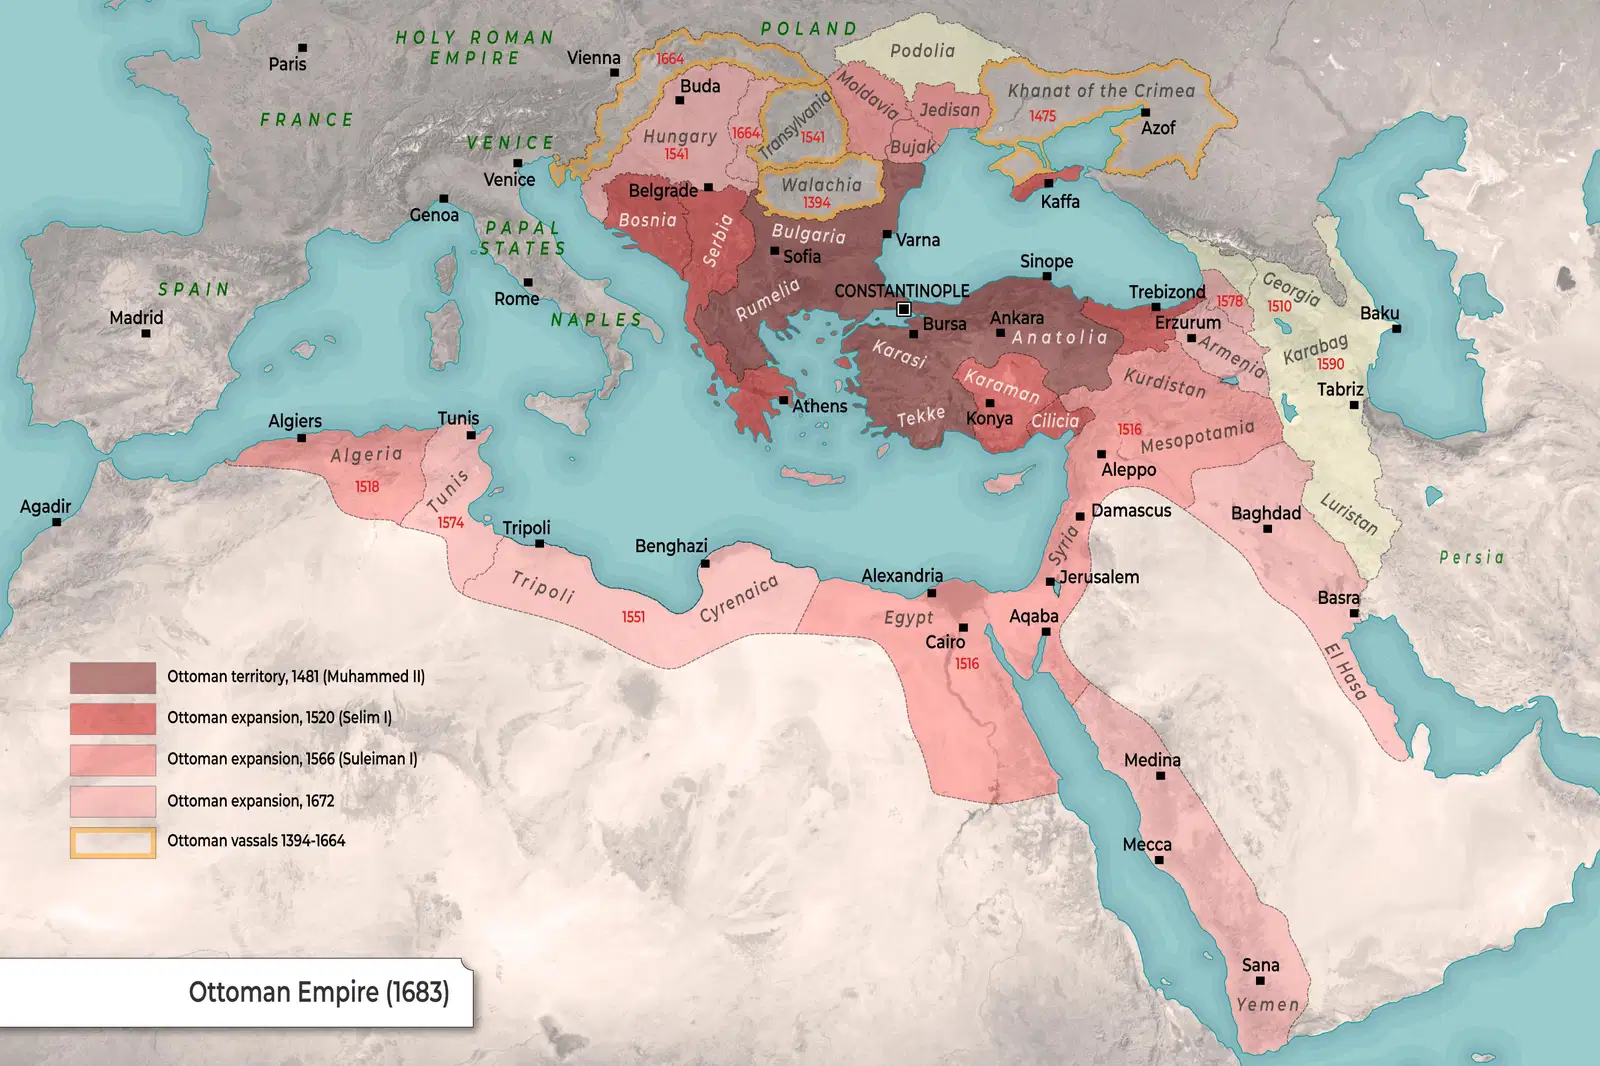 POLAND
HOLY ROMAN
EMPIRE
Paris
Vienna
1664
Podolia
Buda
Moldavia
Jedisan
Khanat of the Crimea
1475
Azof
FRANCE
VENICE
Venice
Hungary
1541
1664
Transylvania
1541
Bujak
Belgrade
Walachia
1394
Kaffa
Genoa
PAPAL
STATES
Bosnia
Serbia
Bulgaria
Sofia
Varna
Sinope
SPAIN
Madrid
Rome
NAPLES
Rumelia
CONSTANTINOPLE
Bursa
Ankara
Anatolia
Trebizond
Erzurum
1578
Georgia
1510
Baku
Karasi
Armenia
Karabag
1590
Tabriz
Karaman
Kurdistan
Athens
Tekke
Konya
Cilicia
1516
Mesopotamia
Algiers
Tunis
Algeria
1518
Tunis
1574
Aleppo
Agadir
Tripoli
Benghazi
Damascus
Baghdad
Luristan
Persia
Syria
Alexandria
Jerusalem
Tripoli
1551
Cyrenaica
Egypt
Cairo
1516
Aqaba
Basra
El Hasa
Medina
Mecca
Sana
Yemen
Ottoman territory, 1481 (Muhammed II)
Ottoman expansion, 1520 (Selim I)
Ottoman expansion, 1566 (Suleiman I)
Ottoman expansion, 1672
Ottoman vassals 1394-1664
Ottoman Empire (1683)